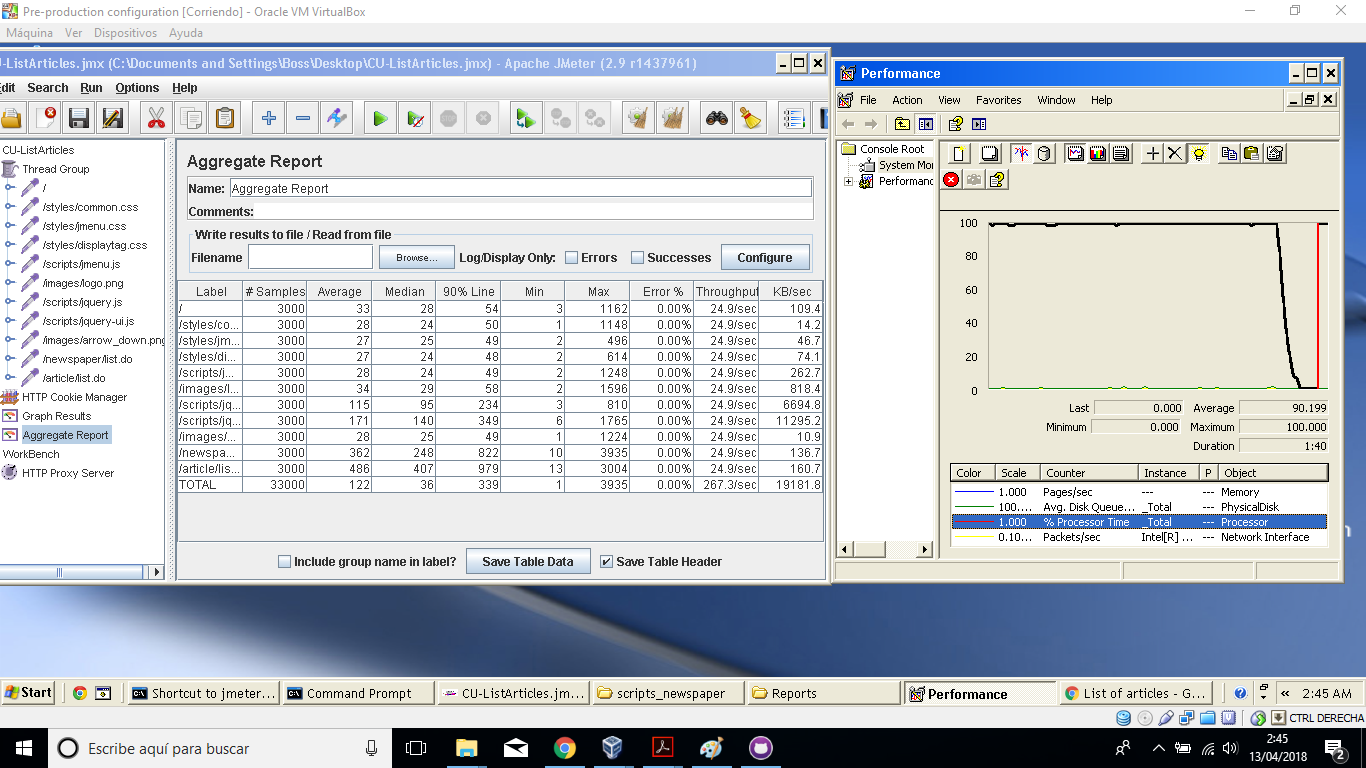 Pre-production configuration [Corriendo] - Oracle VM VirtualBox
Máquina Ver Dispositivos Ayuda
-ListArticles.jmx (C:\Documents and Settings\Boss\Desktop\CU-ListArticles.jmx) - Apache JMeter (2.9 r1437961)
Search Run Options Help
CU-ListArticles
Thread Group
/
/styles/common.css
/styles/jmenu.css
/styles/displaytag.css
/scripts/jmenu.js
/images/logo.png
/scripts/jquery.js
/scripts/jquery-ui.js
/images/arrow_down.png
/newspaper/list.do
/article/list.do
HTTP Cookie Manager
Graph Results
Aggregate Report
WorkBench
HTTP Proxy Server
Aggregate Report
Name: Aggregate Report
Comments:
Write results to file / Read from file
Filename Browse... Log/Display Only: Errors Successes Configure
Label # Samples Average Median 90% Line Min Max Error % Throughput KB/sec
/ 3000 33 28 54 3 1162 0.00% 24.9/sec 109.4
/styles/co... 3000 28 24 50 1 1148 0.00% 24.9/sec 14.2
/styles/jm... 3000 27 25 49 2 496 0.00% 24.9/sec 46.7
/styles/di... 3000 27 24 48 2 614 0.00% 24.9/sec 74.1
/scripts/j... 3000 28 24 49 2 1248 0.00% 24.9/sec 262.7
/images/l... 3000 34 29 58 2 1596 0.00% 24.9/sec 818.4
/scripts/jq... 3000 115 95 234 3 810 0.00% 24.9/sec 6694.8
/scripts/jq... 3000 171 140 349 6 1765 0.00% 24.9/sec 11295.2
/images/... 3000 28 25 49 1 1224 0.00% 24.9/sec 10.9
/newspa... 3000 362 248 822 10 3935 0.00% 24.9/sec 136.7
/article/lis... 3000 486 407 979 13 3004 0.00% 24.9/sec 160.7
TOTAL 33000 122 36 339 1 3935 0.00% 267.3/sec 19181.8
Include group name in label? Save Table Data Save Table Header
Performance
File Action View Favorites Window Help
Console Root
System Mo
Performanc
100
80
60
40
20
0
Last 0.000 Average 90.199
Minimum 0.000 Maximum 100.000
Duration 1:40
Color Scale Counter Instance P Object
1.000 Pages/sec --- --- Memory
100.... Avg. Disk Queue... _Total --- PhysicalDisk
1.000 % Processor Time _Total --- Processor
0.10... Packets/sec Intel[R] ... --- Network Interface
Start Shortcut to jmeter... Command Prompt CU-ListArticles.jm... scripts_newspaper Reports Performance List of articles - G... « 2:45 AM
CTRL DERECHA
Escribe aquí para buscar
2:45
13/04/2018
2